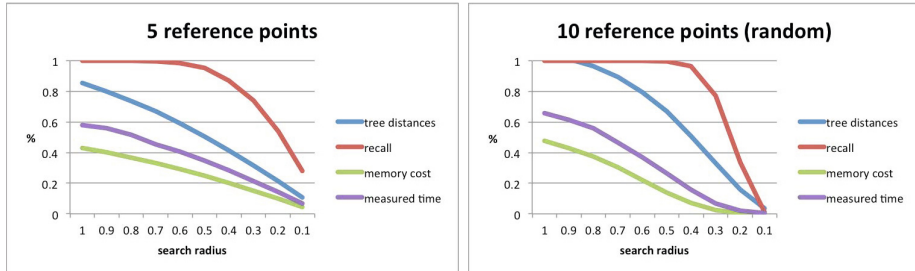 5 reference points
1
0.8
0.6
0.4
0.2
0
%
1 0.9 0.8 0.7 0.6 0.5 0.4 0.3 0.2 0.1
search radius
tree distances
recall
memory cost
measured time
10 reference points (random)
1
0.8
0.6
0.4
0.2
0
%
1 0.9 0.8 0.7 0.6 0.5 0.4 0.3 0.2 0.1
search radius
tree distances
recall
memory cost
measured time